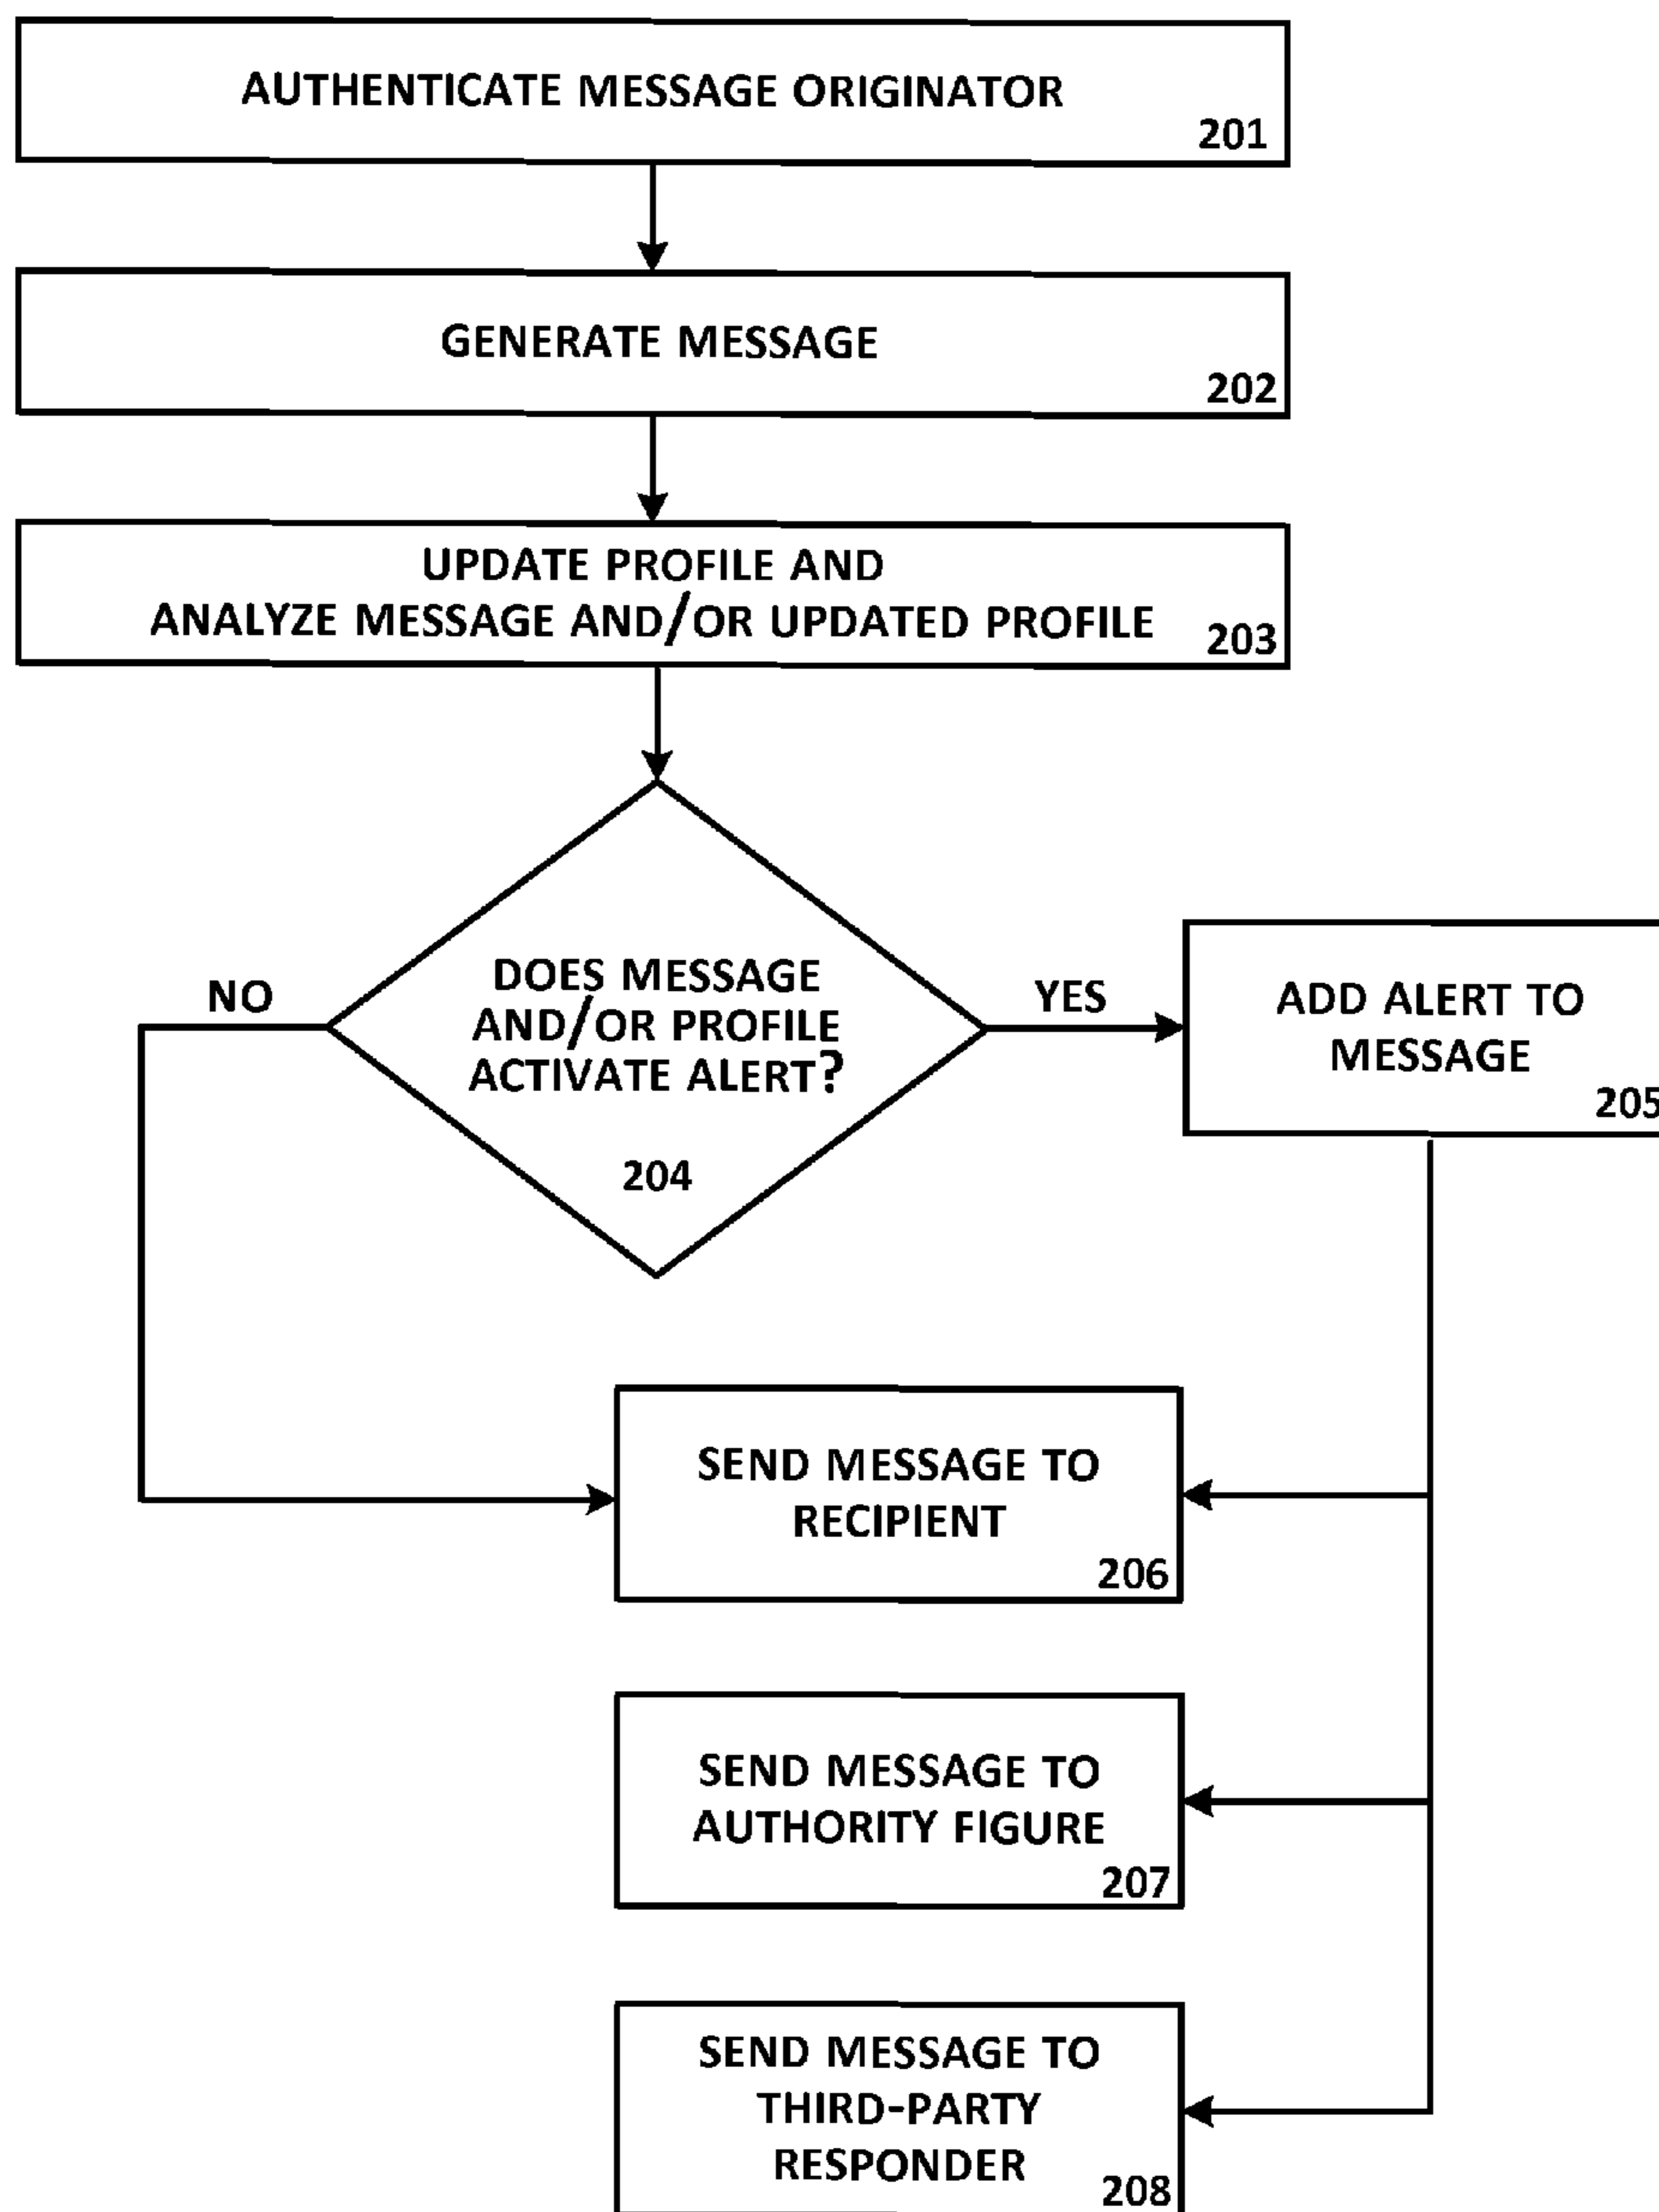 AUTHENTICATE MESSAGE ORIGINATOR
201
GENERATE MESSAGE
202
UPDATE PROFILE AND
ANALYZE MESSAGE AND/OR UPDATED PROFILE
203
DOES MESSAGE
AND/OR PROFILE
ACTIVATE ALERT?
204
NO
YES
ADD ALERT TO
MESSAGE
205
SEND MESSAGE TO
RECIPIENT
206
SEND MESSAGE TO
AUTHORITY FIGURE
207
SEND MESSAGE TO
THIRD-PARTY
RESPONDER
208